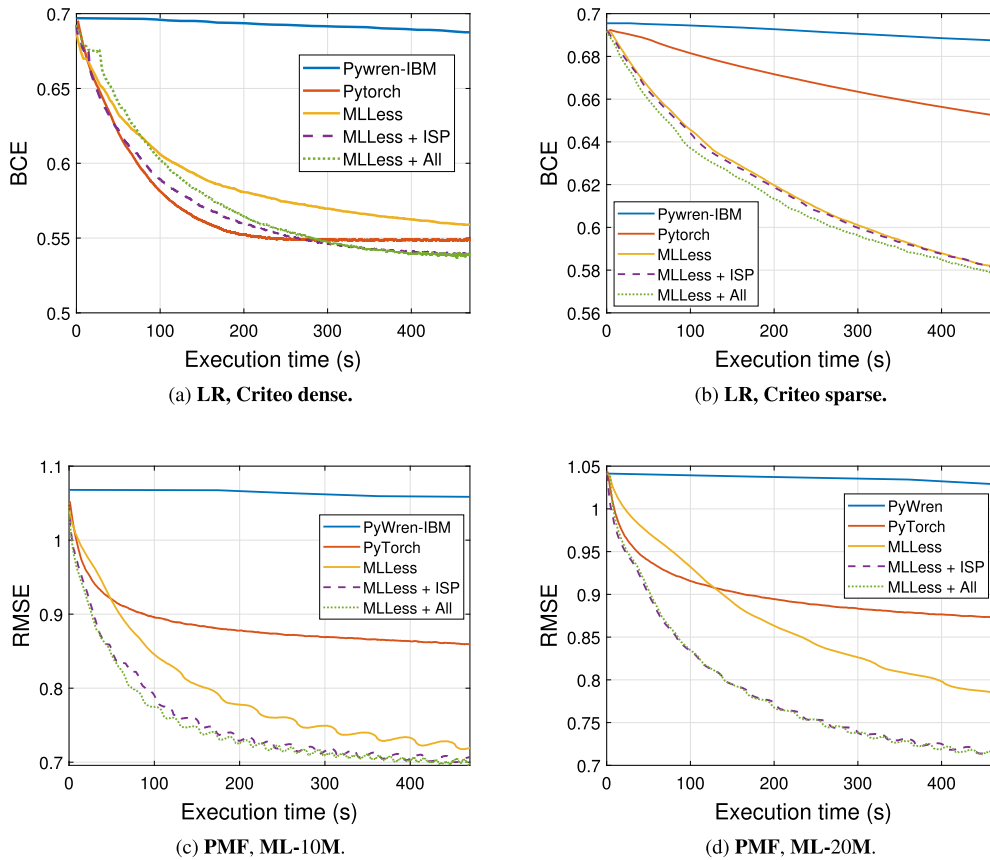 0.7
0.65
0.6
0.55
0.5
BCE
0 100 200 300 400
Execution time (s)
Pywren-IBM
Pytorch
MLLess
MLLess + ISP
MLLess + All
(a) LR, Criteo dense.
0.7
0.68
0.66
0.64
0.62
0.6
0.58
0.56
BCE
0 100 200 300 400
Execution time (s)
Pywren-IBM
Pytorch
MLLess
MLLess + ISP
MLLess + All
(b) LR, Criteo sparse.
1.1
1
0.9
0.8
0.7
RMSE
0 100 200 300 400
Execution time (s)
PyWren-IBM
PyTorch
MLLess
MLLess + ISP
MLLess + All
(c) PMF, ML-10M.
1.05
1
0.95
0.9
0.85
0.8
0.75
0.7
RMSE
0 100 200 300 400
Execution time (s)
PyWren
PyTorch
MLLess
MLLess + ISP
MLLess + All
(d) PMF, ML-20M.